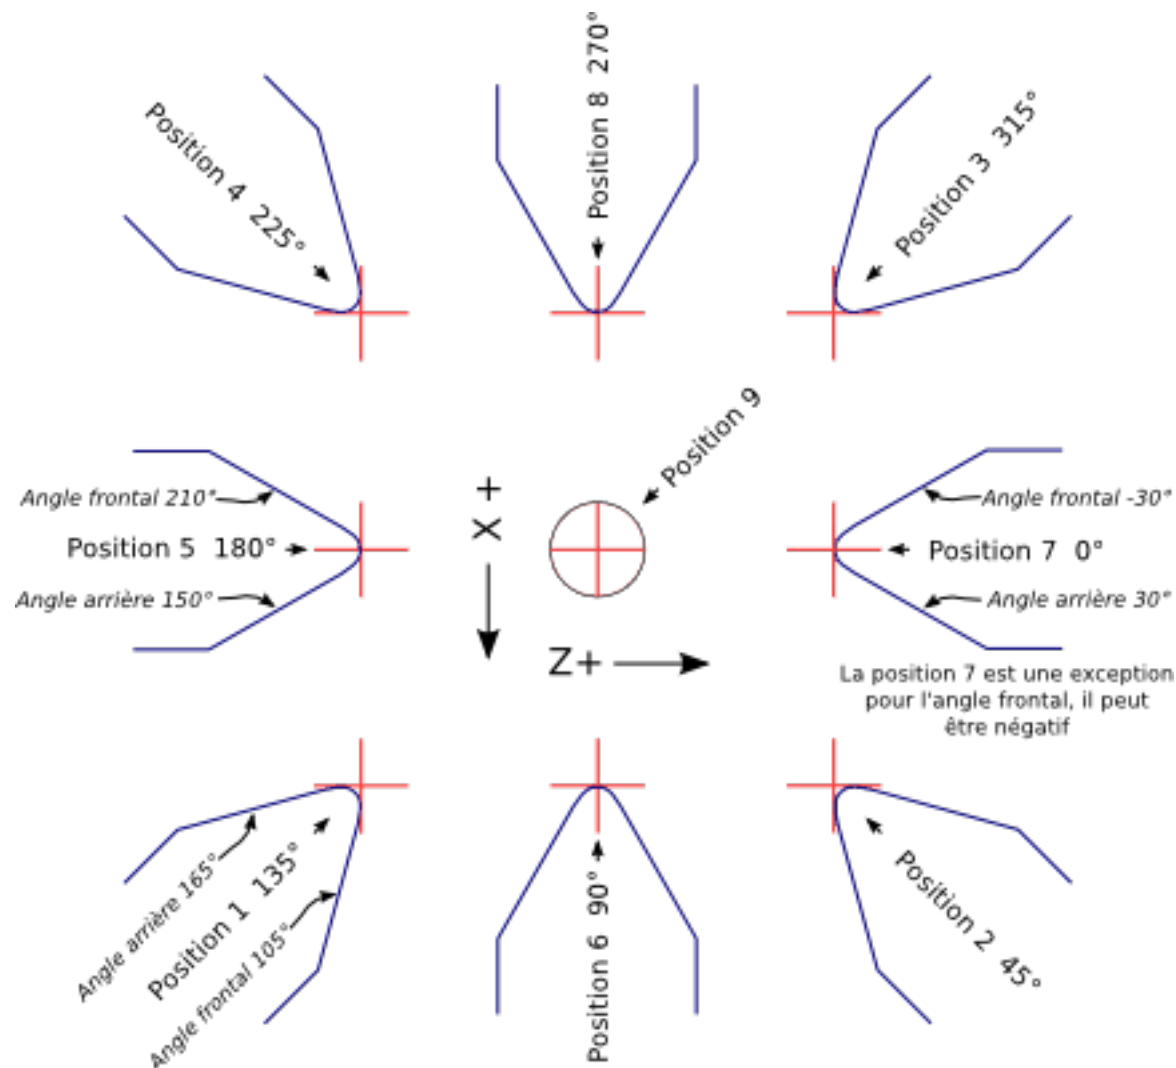 Position 4 225°
Position 8 270°
Position 3 315°
Position 9
Angle frontal 210°
Position 5 180°
Angle arrière 150°
X +
Z+
Angle frontal -30°
Position 7 0°
Angle arrière 30°
La position 7 est une exception
pour l'angle frontal, il peut
être négatif
Angle arrière 165°
Position 1 135°
Angle frontal 105°
Position 6 90°
Position 2 45°